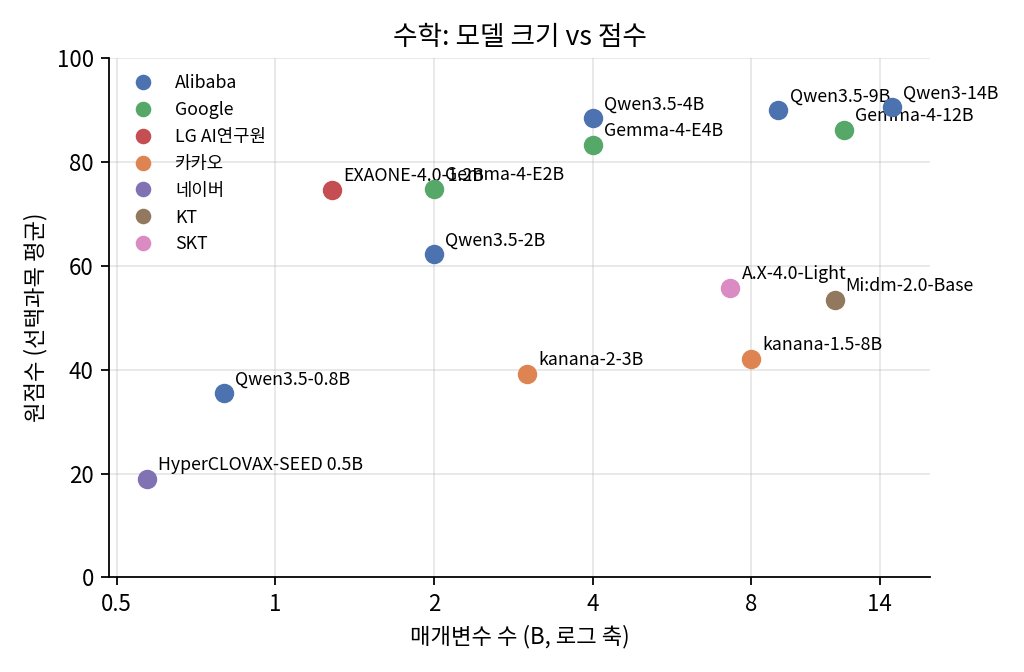 수학: 모델 크기 vs 점수
원점수 (선택과목 평균)
100
80
60
40
20
0
Alibaba
Google
LG AI연구원
카카오
네이버
KT
SKT
Qwen3.5-4B
Gemma-4-E4B
Qwen3.5-9B
Qwen3-14B
Gemma-4-12B
EXAONE-4.0-1.2B
Gemma-4-E2B
Qwen3.5-2B
A.X-4.0-Light
Mi:dm-2.0-Base
kanana-2-3B
kanana-1.5-8B
Qwen3.5-0.8B
HyperCLOVAX-SEED 0.5B
0.5
1
2
4
8
14
매개변수 수 (B, 로그 축)